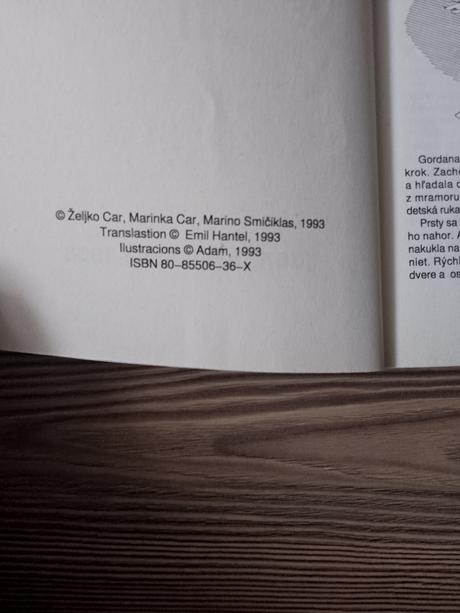 © Željko Car, Marinka Car, Marino Smičiklas, 1993
Translastion © Emil Hantel, 1993
Ilustracions © Adam, 1993
ISBN 80–85506–36–X
Gordana
krok. Zach
a hľadala
z mramoru
detská ruka
Prsty sa
ho nahor.
nakukla na
niet. Rých
dvere a os